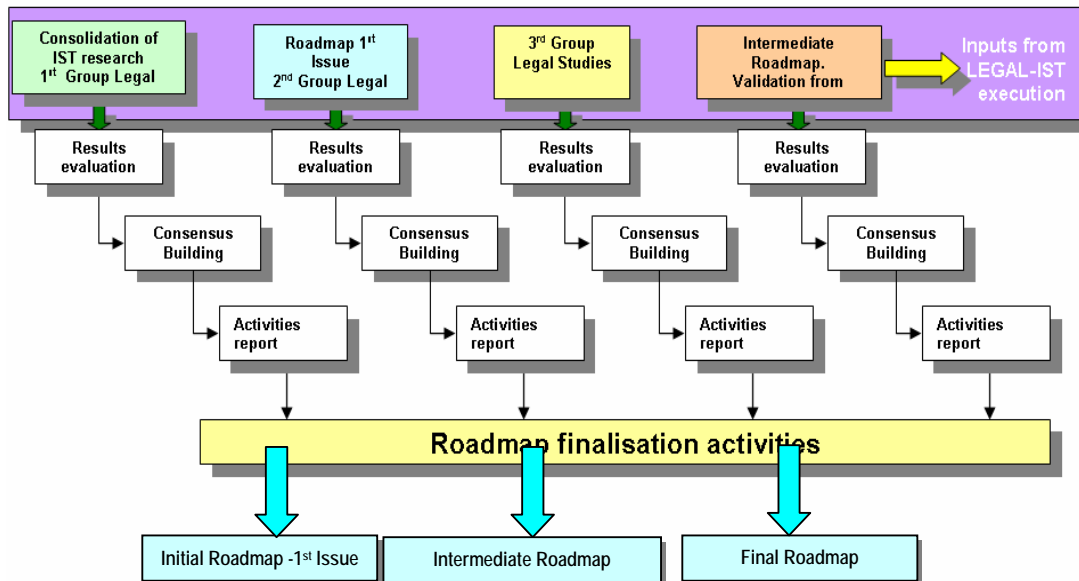 Consolidation of
IST research
1st Group Legal
Roadmap 1st
Issue
2nd Group Legal
3rd Group
Legal Studies
Intermediate
Roadmap.
Validation from
Inputs from
LEGAL-IST
execution
Results
evaluation
Results
evaluation
Results
evaluation
Results
evaluation
Consensus
Building
Consensus
Building
Consensus
Building
Consensus
Building
Activities
report
Activities
report
Activities
report
Activities
report
Roadmap finalisation activities
Initial Roadmap -1st Issue
Intermediate Roadmap
Final Roadmap